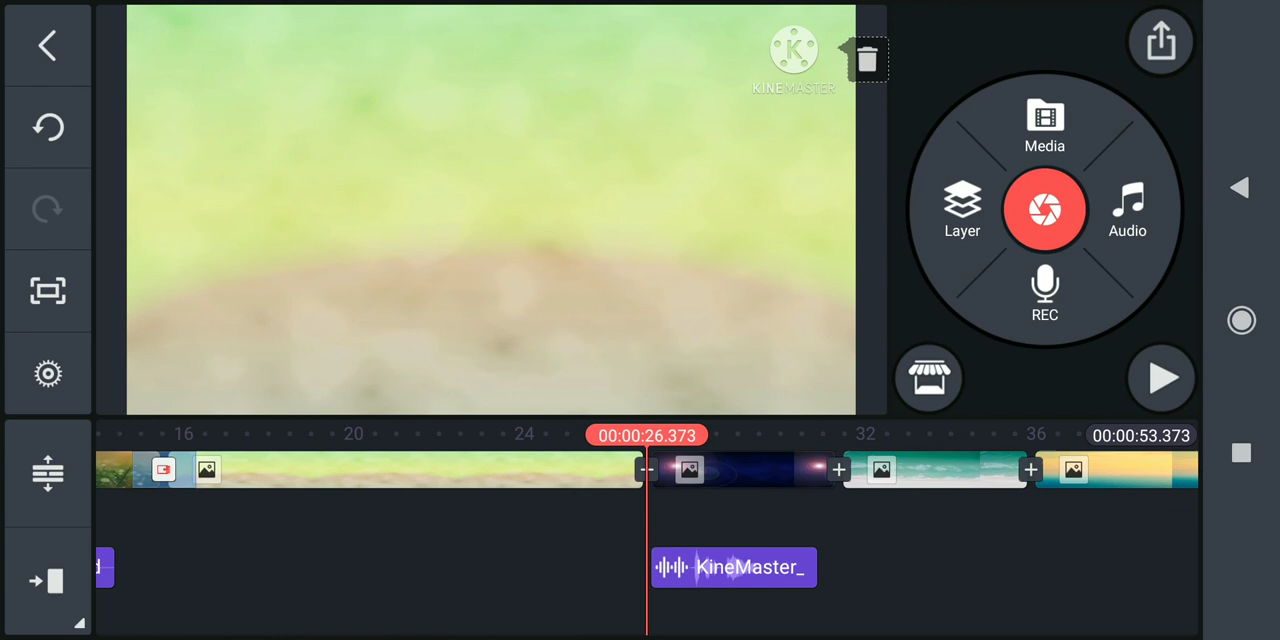 KINEMASTER
Media
Layer
Audio
REC
16
20
24
00:00:26.373
32
36
00:00:53.373
KineMaster_